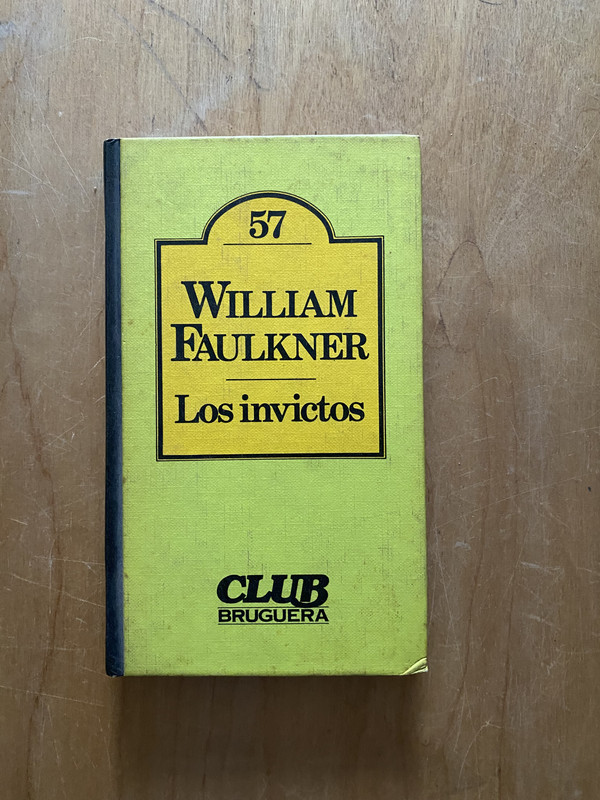 57
WILLIAM
FAULKNER
Los invictos
CLUB
BRUGUERA